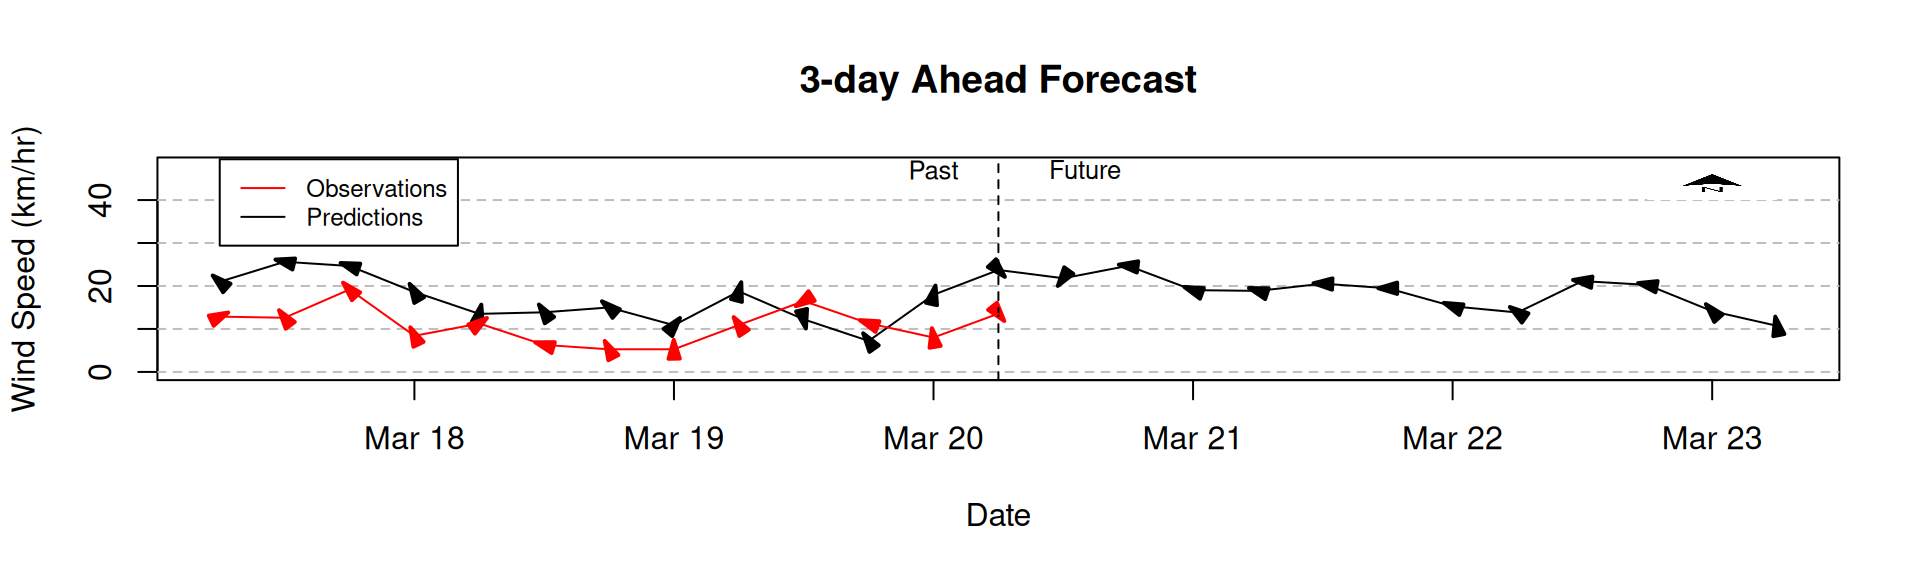 3-day Ahead Forecast
Wind Speed (km/hr)
Past
Future
Observations
Predictions
N
40
20
0
Mar 18
Mar 19
Mar 20
Mar 21
Mar 22
Mar 23
Date